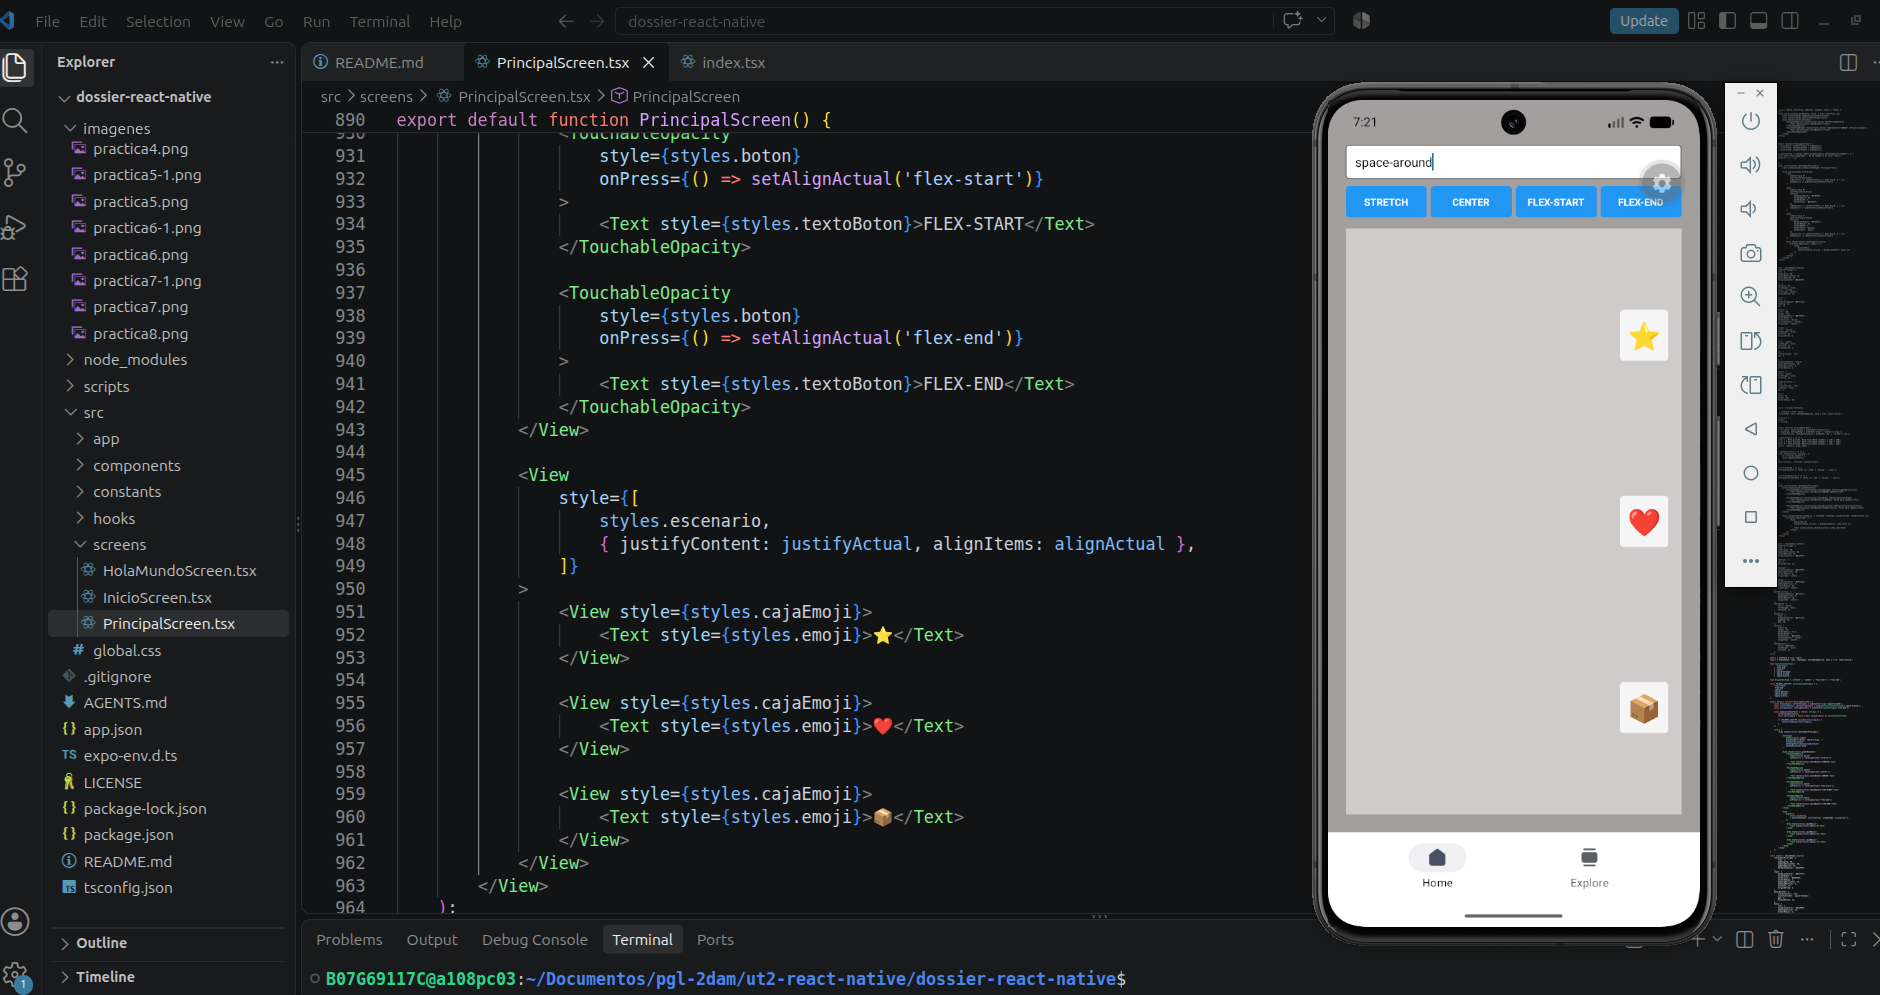 File Edit Selection View Go Run Terminal Help
dossier-react-native
Update
Explorer
dossier-react-native
imagenes
practica4.png
practica5-1.png
practica5.png
practica6-1.png
practica6.png
practica7-1.png
practica7.png
practica8.png
node_modules
scripts
src
app
components
constants
hooks
screens
HolaMundoScreen.tsx
InicioScreen.tsx
PrincipalScreen.tsx
global.css
.gitignore
AGENTS.md
app.json
expo-env.d.ts
LICENSE
package-lock.json
package.json
README.md
tsconfig.json
Outline
Timeline
1
README.md PrincipalScreen.tsx index.tsx
src > screens > PrincipalScreen.tsx > PrincipalScreen
890 export default function PrincipalScreen() {
930 <TouchableOpacity
931 style={styles.boton}
932 onPress={() => setAlignActual('flex-start')}
933 >
934 <Text style={styles.textoBoton}>FLEX-START</Text>
935 </TouchableOpacity>
936
937 <TouchableOpacity
938 style={styles.boton}
939 onPress={() => setAlignActual('flex-end')}
940 >
941 <Text style={styles.textoBoton}>FLEX-END</Text>
942 </TouchableOpacity>
943 </View>
944
945 <View
946 style={[
947 styles.escenario,
948 { justifyContent: justifyActual, alignItems: alignActual },
949 ]}
950 >
951 <View style={styles.cajaEmoji}>
952 <Text style={styles.emoji}>⭐</Text>
953 </View>
954
955 <View style={styles.cajaEmoji}>
956 <Text style={styles.emoji}>❤️</Text>
957 </View>
958
959 <View style={styles.cajaEmoji}>
960 <Text style={styles.emoji}>📦</Text>
961 </View>
962 </View>
963 </View>
964 );
7:21
space-around
STRETCH CENTER FLEX-START FLEX-END
Home Explore
Problems Output Debug Console Terminal Ports
B07G69117C@a108pc03:~/Documentos/pgl-2dam/ut2-react-native/dossier-react-native$